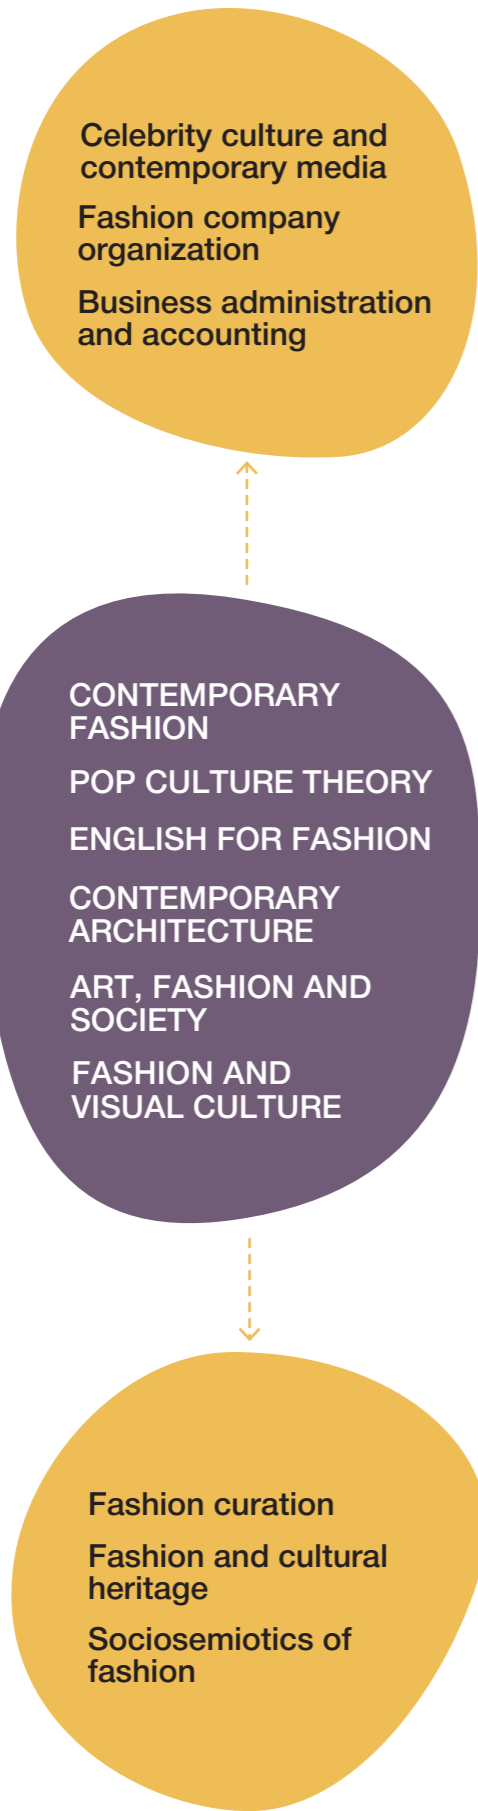 Celebrity culture and
contemporary media
Fashion company
organization
Business administration
and accounting
CONTEMPORARY
FASHION
POP CULTURE THEORY
ENGLISH FOR FASHION
CONTEMPORARY
ARCHITECTURE
ART, FASHION AND
SOCIETY
FASHION AND
VISUAL CULTURE
Fashion curation
Fashion and cultural
heritage
Sociosemiotics of
fashion